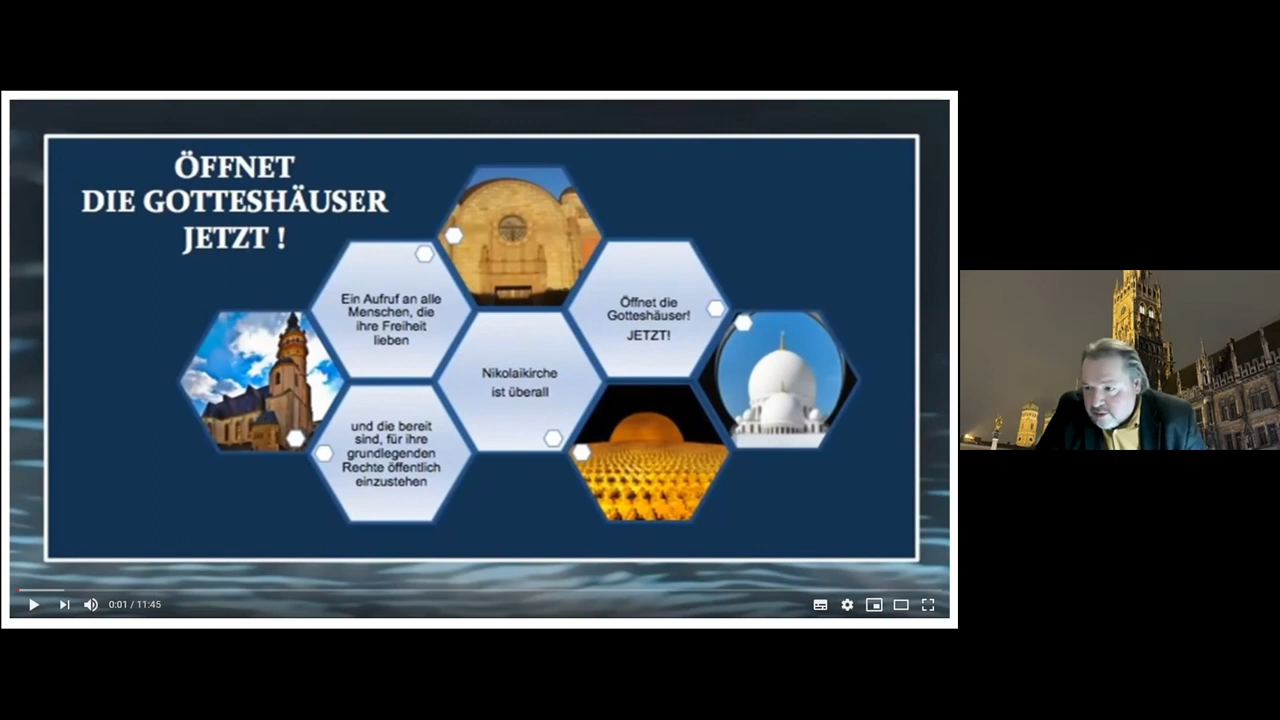 ÖFFNET
DIE GOTTESHÄUSER
JETZT !
Ein Aufruf an alle
Menschen, die
ihre Freiheit
lieben
und die bereit
sind, für ihre
grundlegenden
Rechte öffentlich
einzustehen
Nikolaikirche
ist überall
Öffnet die
Gotteshäuser!
JETZT!
0:01 / 11:45